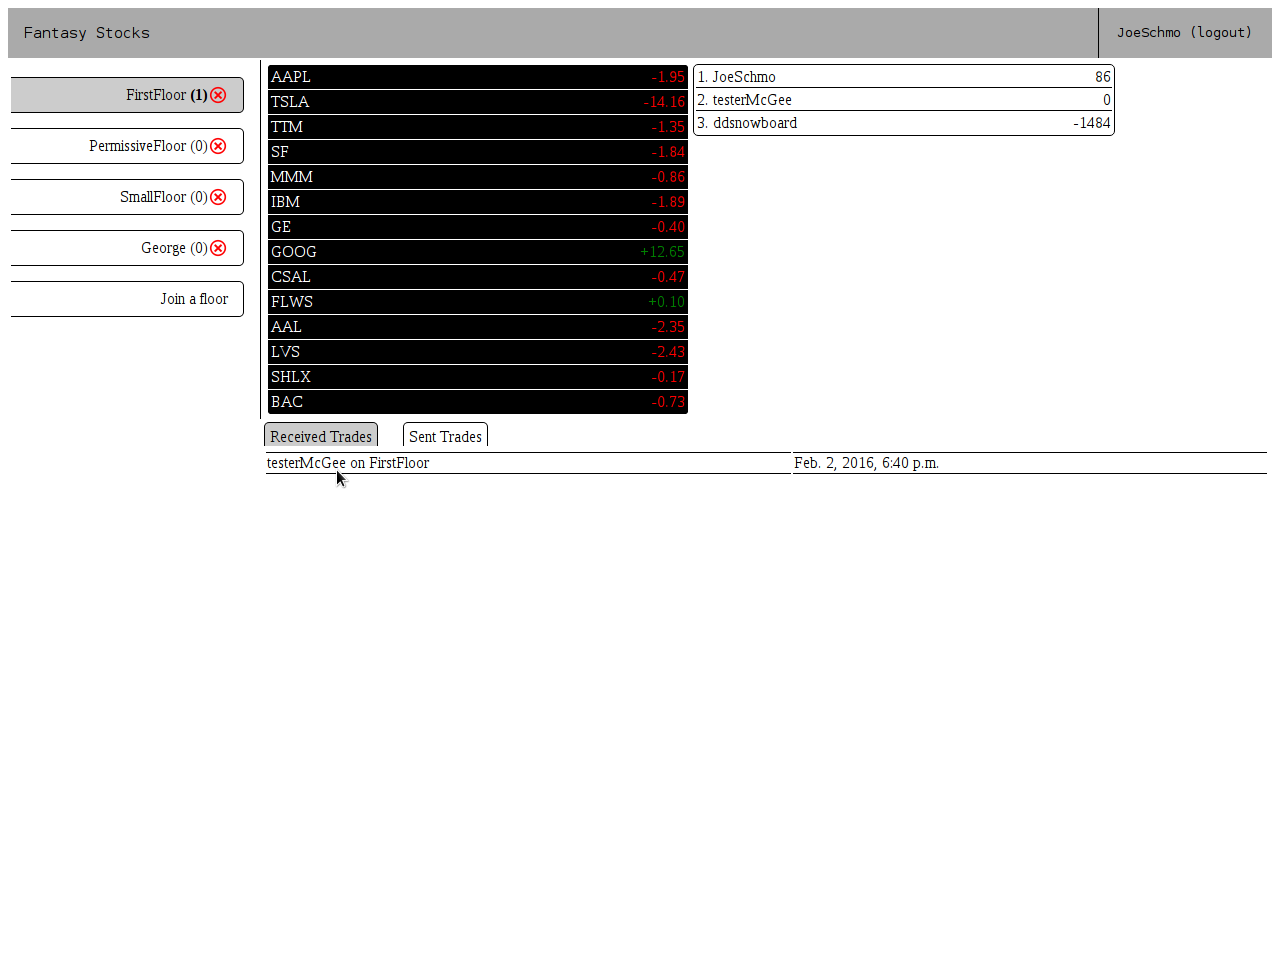 Fantasy Stocks
JoeSchmo (logout)
FirstFloor (1)
PermissiveFloor (0)
SmallFloor (0)
George (0)
Join a floor
AAPL -1.95
TSLA -14.16
TTM -1.35
SF -1.84
MMM -0.86
IBM -1.89
GE -0.40
GOOG +12.65
CSAL -0.47
FLWS +0.10
AAL -2.35
LVS -2.43
SHLX -0.17
BAC -0.73
1. JoeSchmo 86
2. testerMcGee 0
3. ddsnowboard -1484
Received Trades Sent Trades
testerMcGee on FirstFloor Feb. 2, 2016, 6:40 p.m.